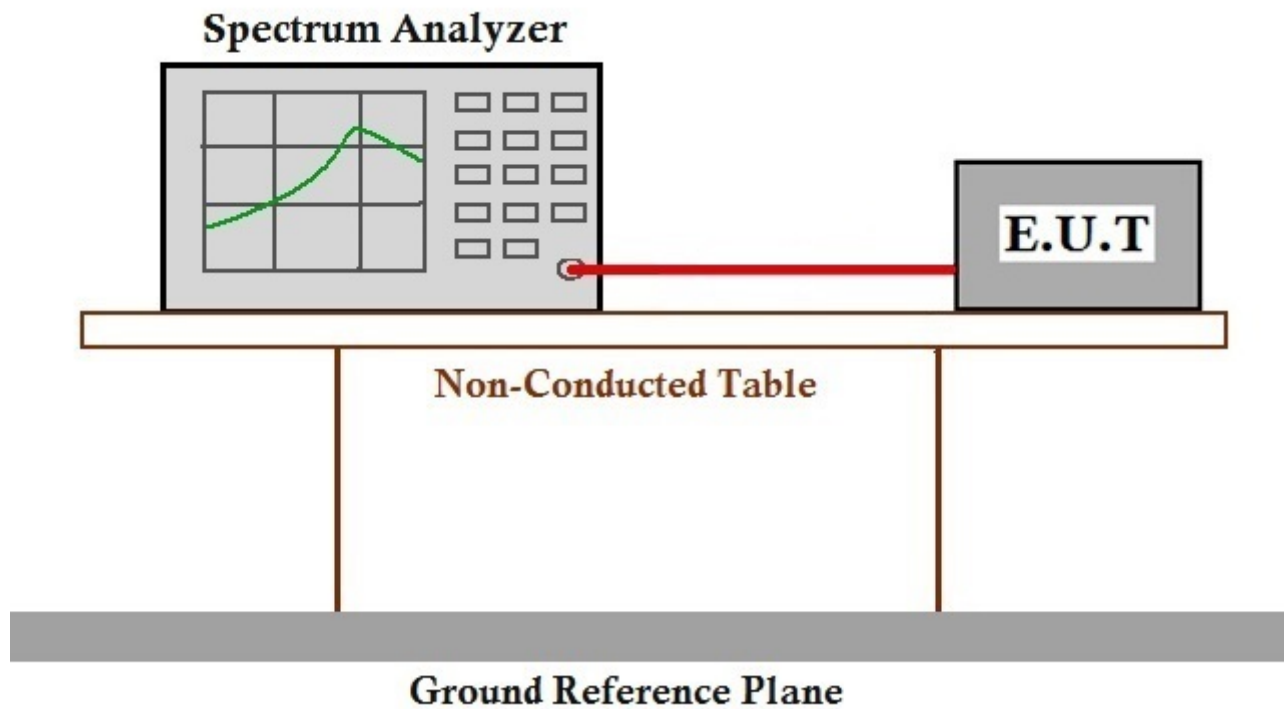 Spectrum Analyzer
E.U.T
Non-Conducted Table
Ground Reference Plane